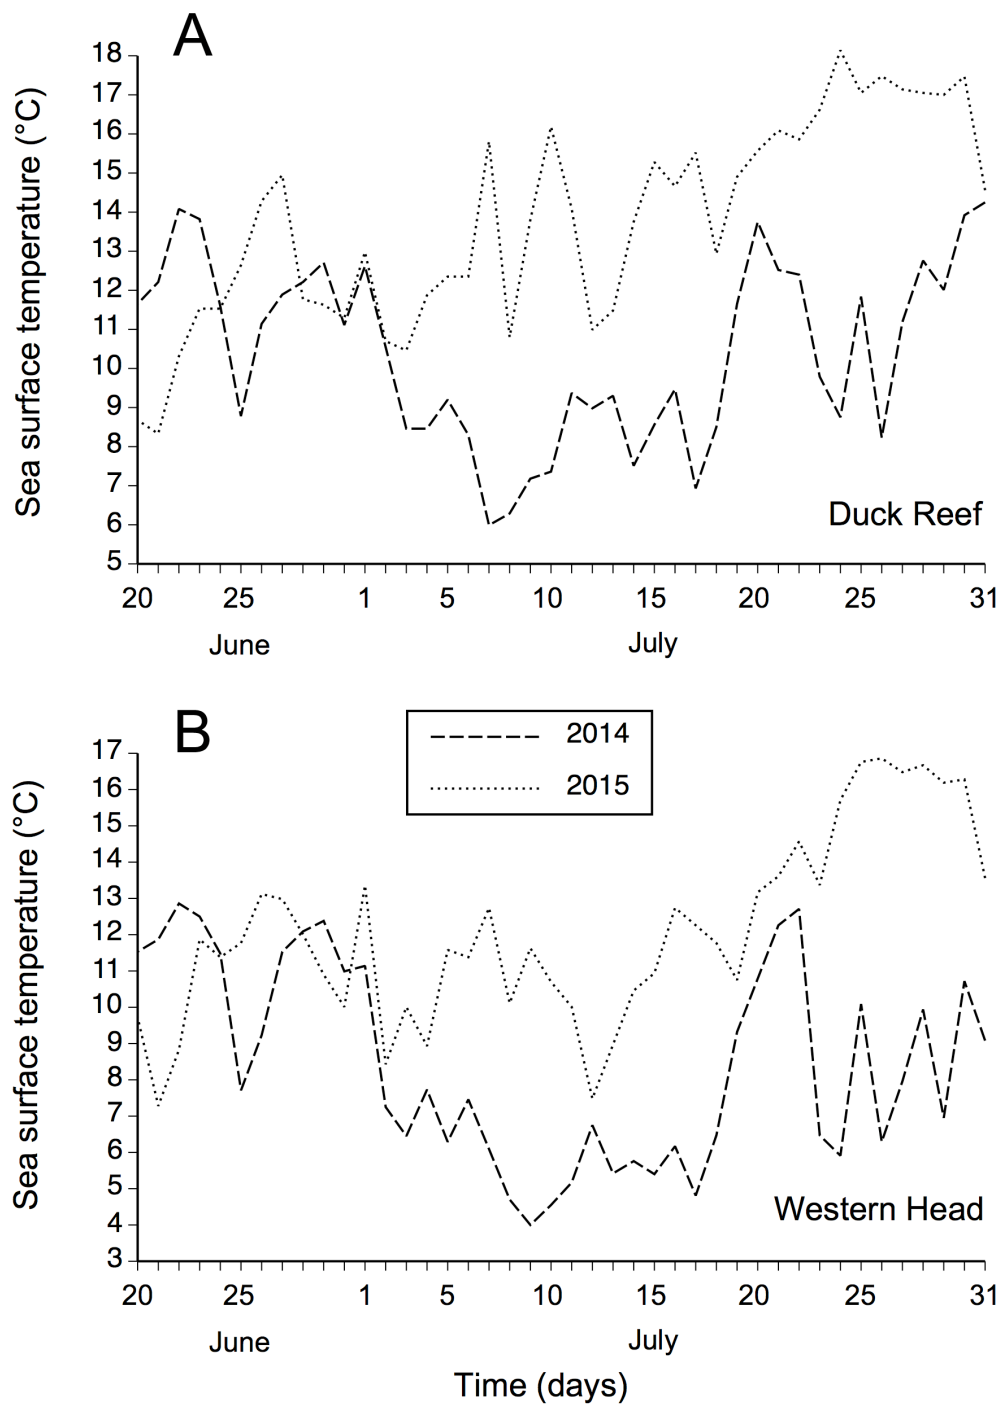 A
Sea surface temperature (°C)
18
17
16
15
14
13
12
11
10
9
8
7
6
5
Duck Reef
20 25 1 5 10 15 20 25 31
June July
B
2014
2015
Sea surface temperature (°C)
17
16
15
14
13
12
11
10
9
8
7
6
5
4
3
Western Head
20 25 1 5 10 15 20 25 31
June July
Time (days)